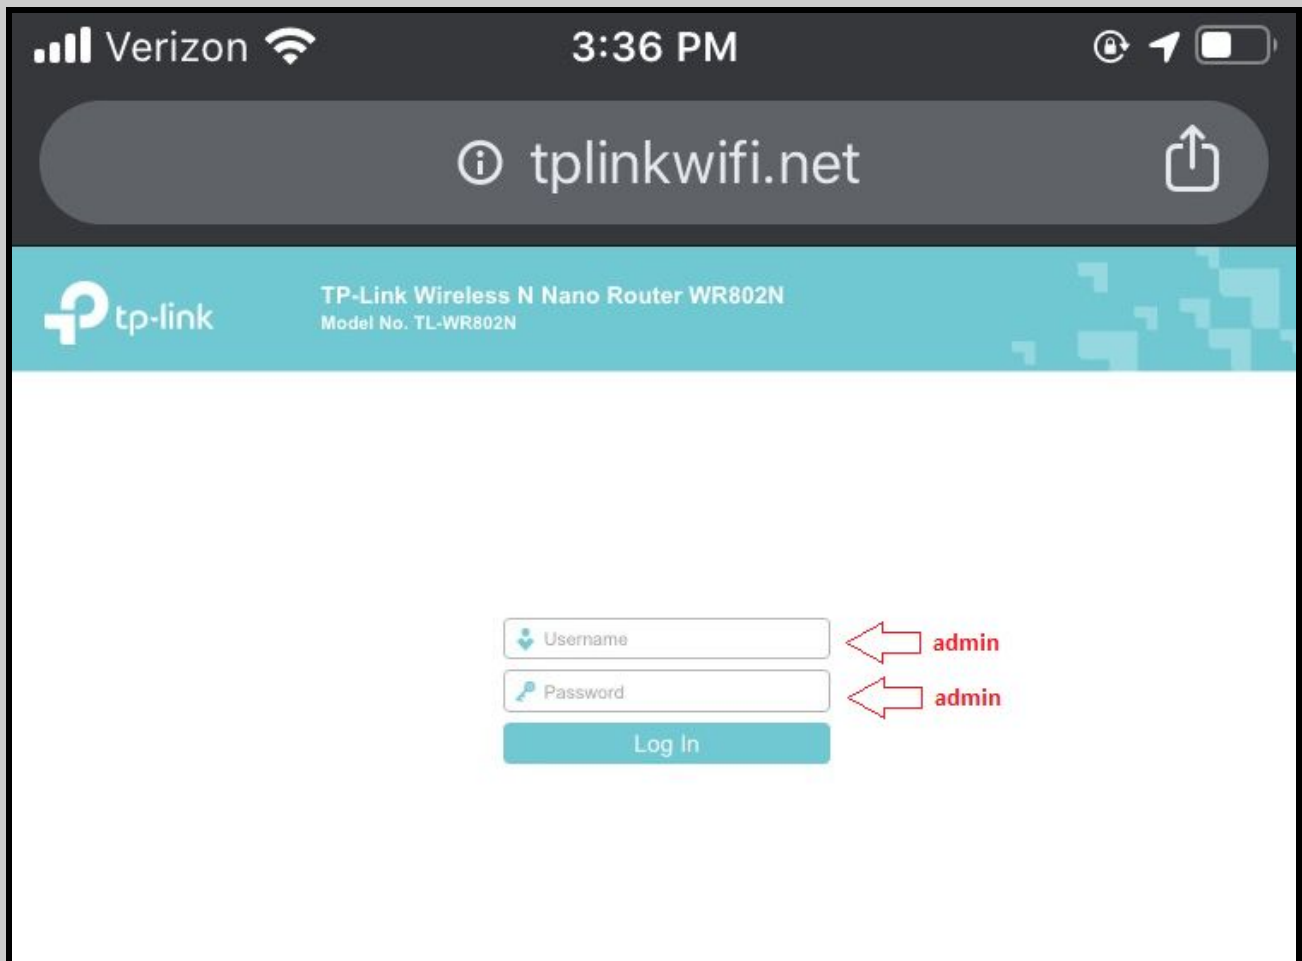 Verizon 3:36 PM
tplinkwifi.net
tp-link
TP-Link Wireless N Nano Router WR802N
Model No. TL-WR802N
Username admin
Password admin
Log In